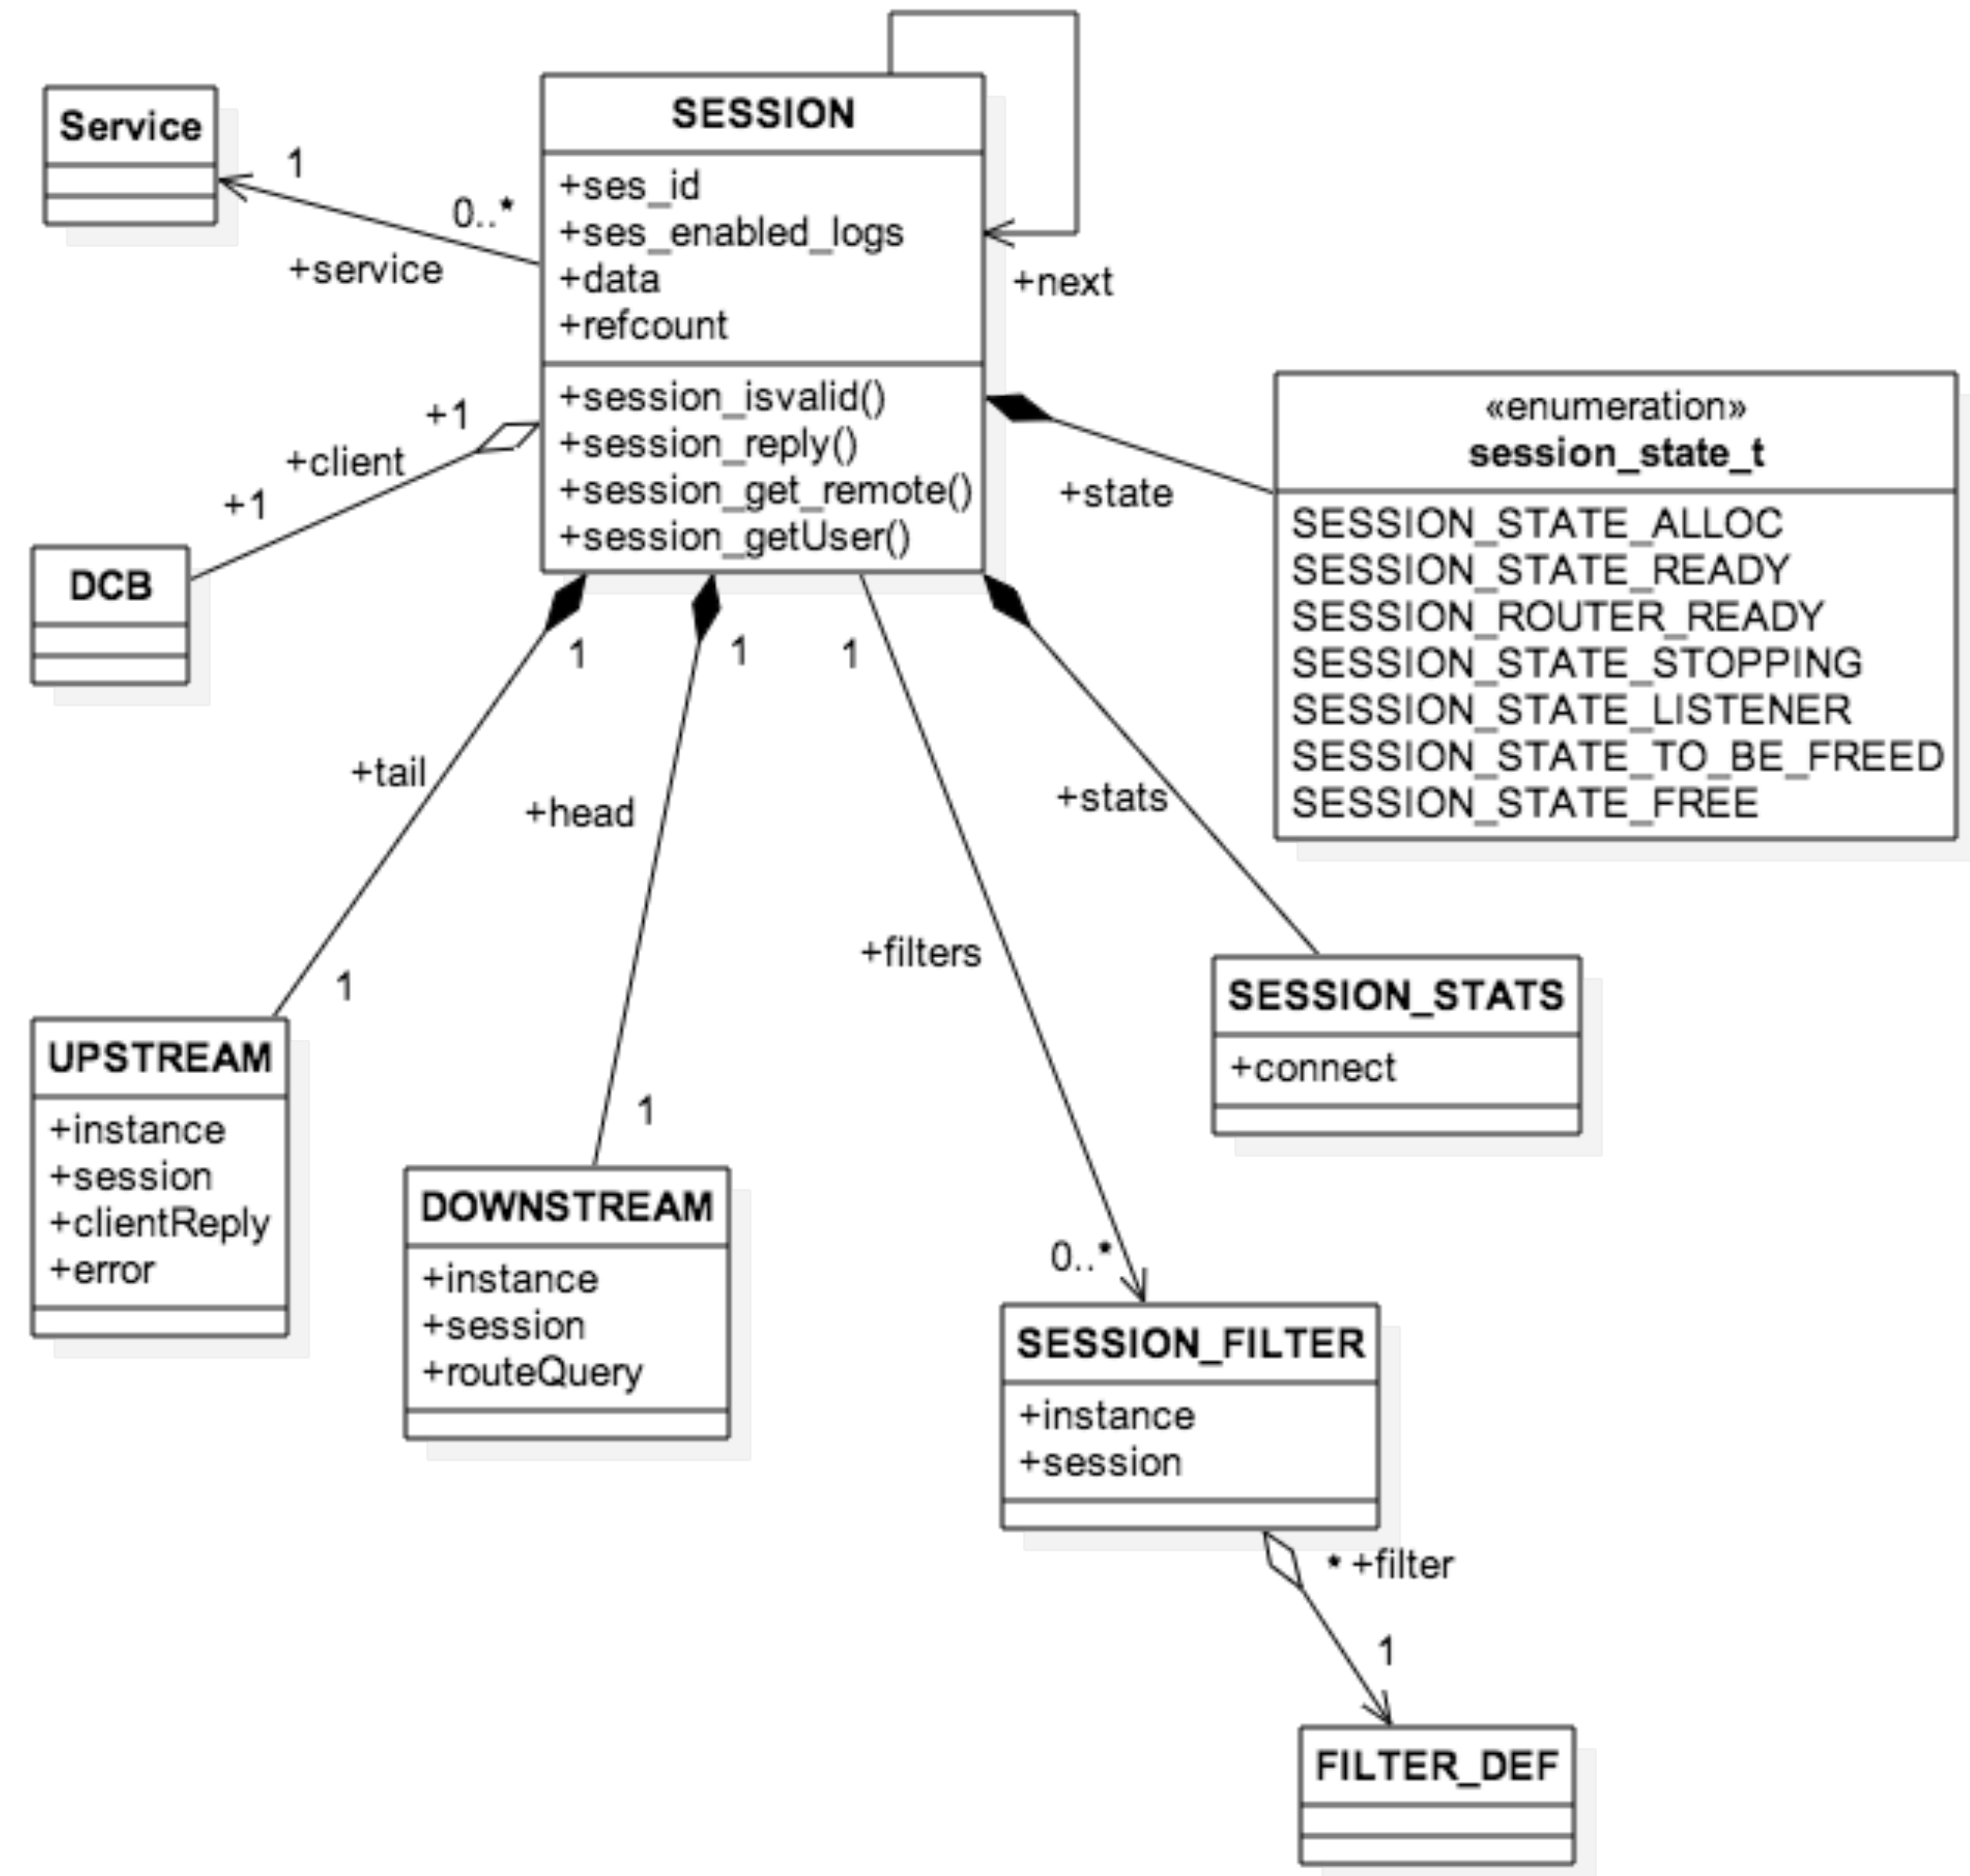 SESSION
+ses_id
+ses_enabled_logs
+data
+refcount
+session_isvalid()
+session_reply()
+session_get_remote()
+session_getUser()
+next
Service
1
0..*
+service
+1
+client
+1
DCB
«enumeration»
session_state_t
SESSION_STATE_ALLOC
SESSION_STATE_READY
SESSION_ROUTER_READY
SESSION_STATE_STOPPING
SESSION_STATE_LISTENER
SESSION_STATE_TO_BE_FREED
SESSION_STATE_FREE
+state
1
1
1
+tail
+head
+stats
+filters
1
UPSTREAM
+instance
+session
+clientReply
+error
1
DOWNSTREAM
+instance
+session
+routeQuery
SESSION_STATS
+connect
0..*
SESSION_FILTER
+instance
+session
* +filter
1
FILTER_DEF